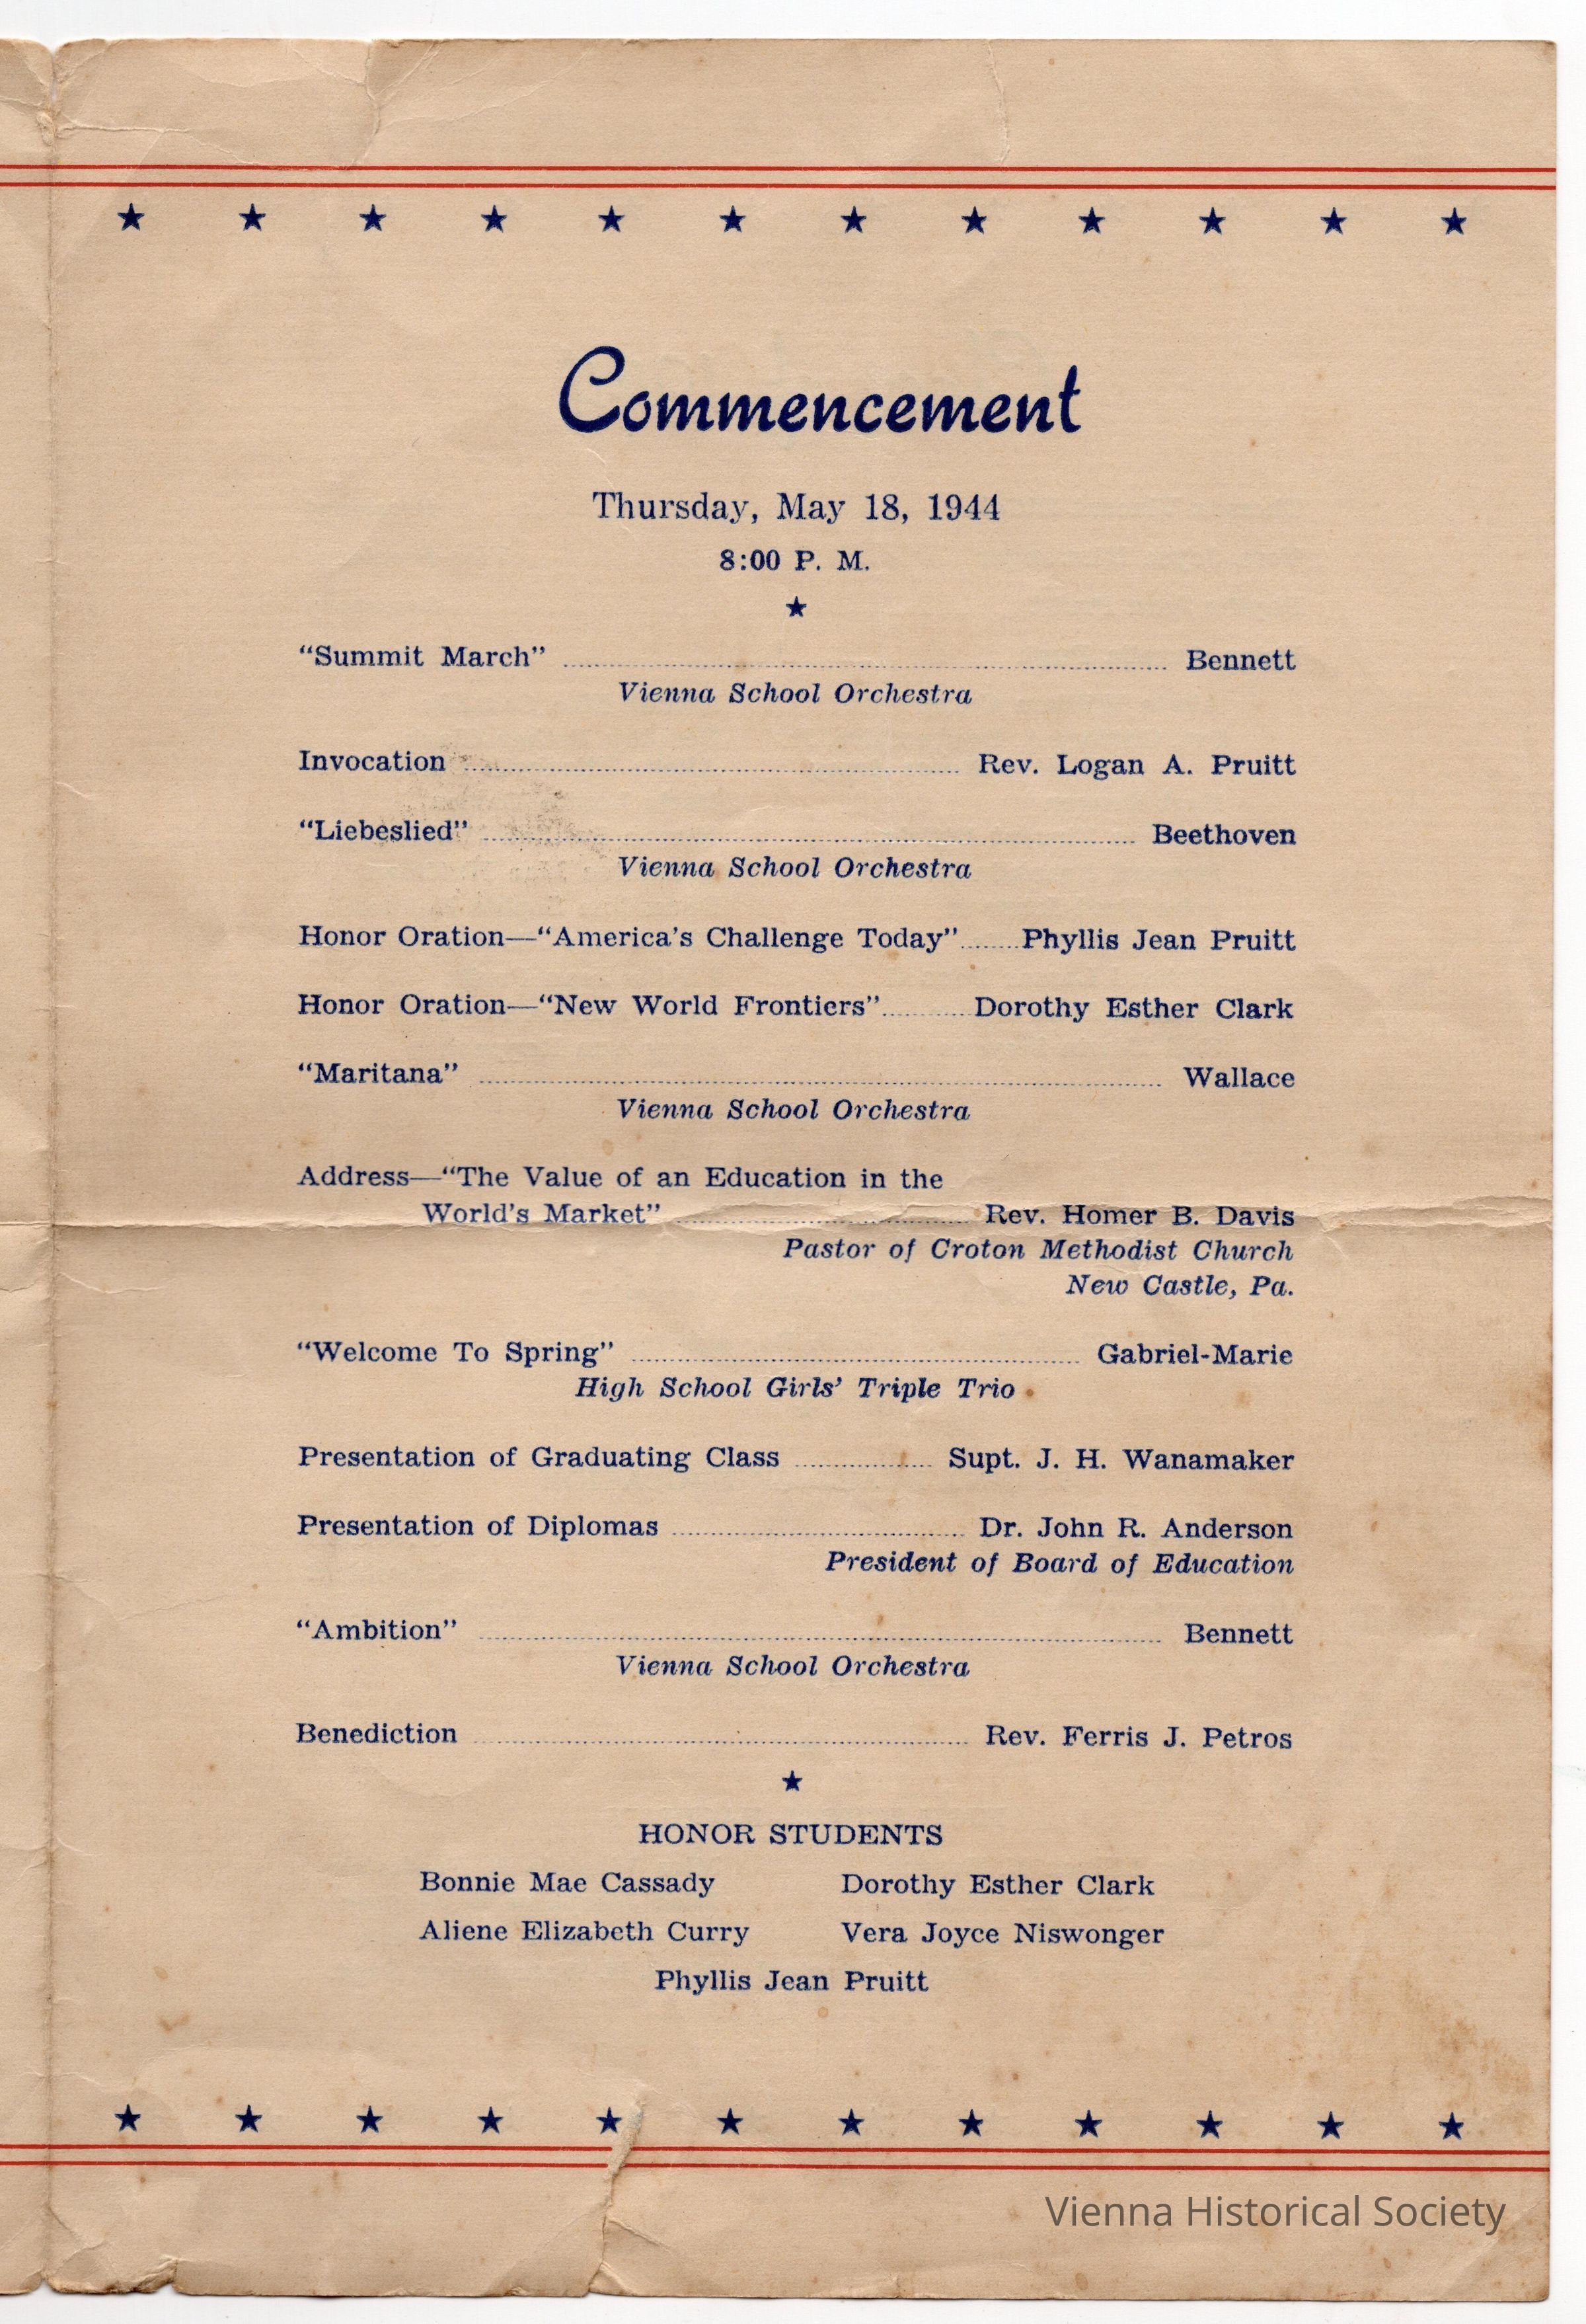 Commencement
Thursday, May 18, 1944
8:00 P. M.
“Summit March” ........ Bennett
Vienna School Orchestra
Invocation ........ Rev. Logan A. Pruitt
“Liebeslied” ........ Beethoven
Vienna School Orchestra
Honor Oration—“America’s Challenge Today” ........ Phyllis Jean Pruitt
Honor Oration—“New World Frontiers” ........ Dorothy Esther Clark
“Maritana” ........ Wallace
Vienna School Orchestra
Address—“The Value of an Education in the
World’s Market” ........ Rev. Homer B. Davis
Pastor of Croton Methodist Church
New Castle, Pa.
“Welcome To Spring” ........ Gabriel-Marie
High School Girls’ Triple Trio
Presentation of Graduating Class ........ Supt. J. H. Wanamaker
Presentation of Diplomas ........ Dr. John R. Anderson
President of Board of Education
“Ambition” ........ Bennett
Vienna School Orchestra
Benediction ........ Rev. Ferris J. Petros
HONOR STUDENTS
Bonnie Mae Cassady Dorothy Esther Clark
Aliene Elizabeth Curry Vera Joyce Niswonger
Phyllis Jean Pruitt
Vienna Historical Society